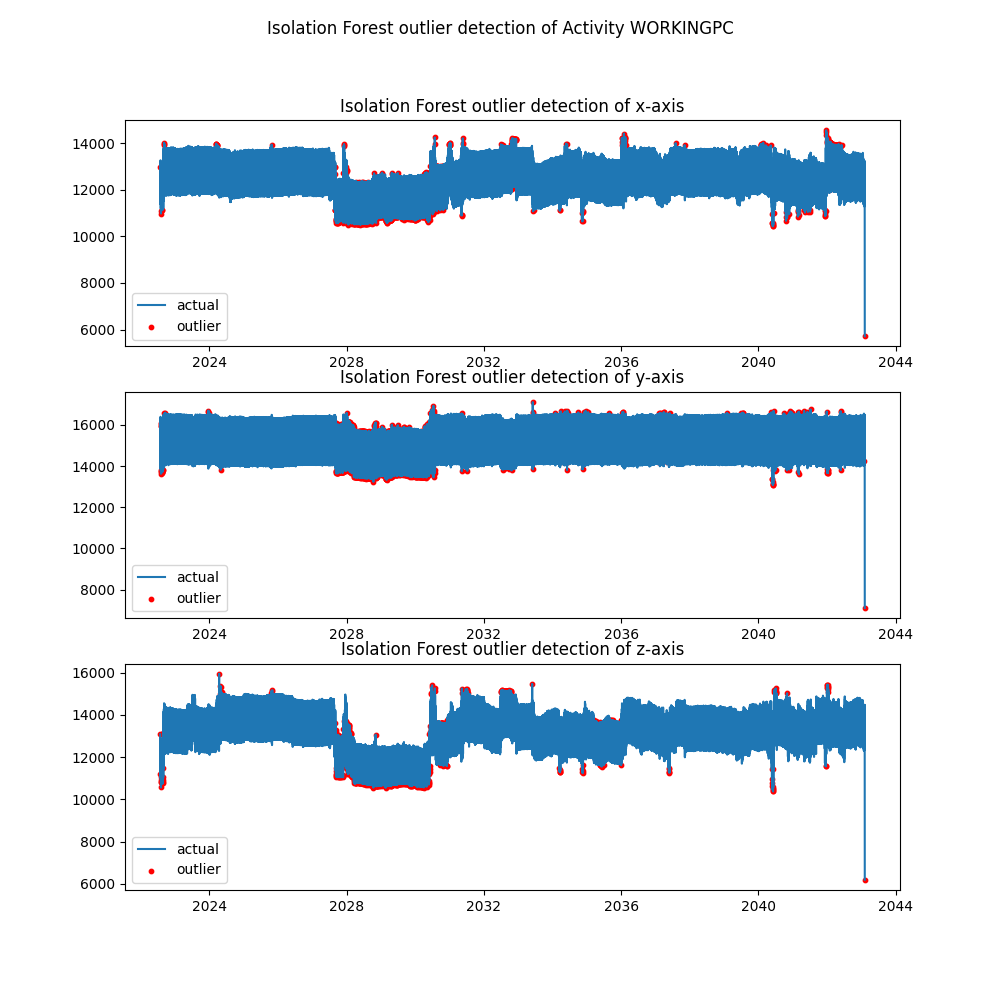 Isolation Forest outlier detection of Activity WORKINGPC
Isolation Forest outlier detection of x-axis
14000
12000
10000
8000
6000
actual
outlier
2024 2028 2032 2036 2040 2044
Isolation Forest outlier detection of y-axis
16000
14000
12000
10000
8000
actual
outlier
2024 2028 2032 2036 2040 2044
Isolation Forest outlier detection of z-axis
16000
14000
12000
10000
8000
6000
actual
outlier
2024 2028 2032 2036 2040 2044